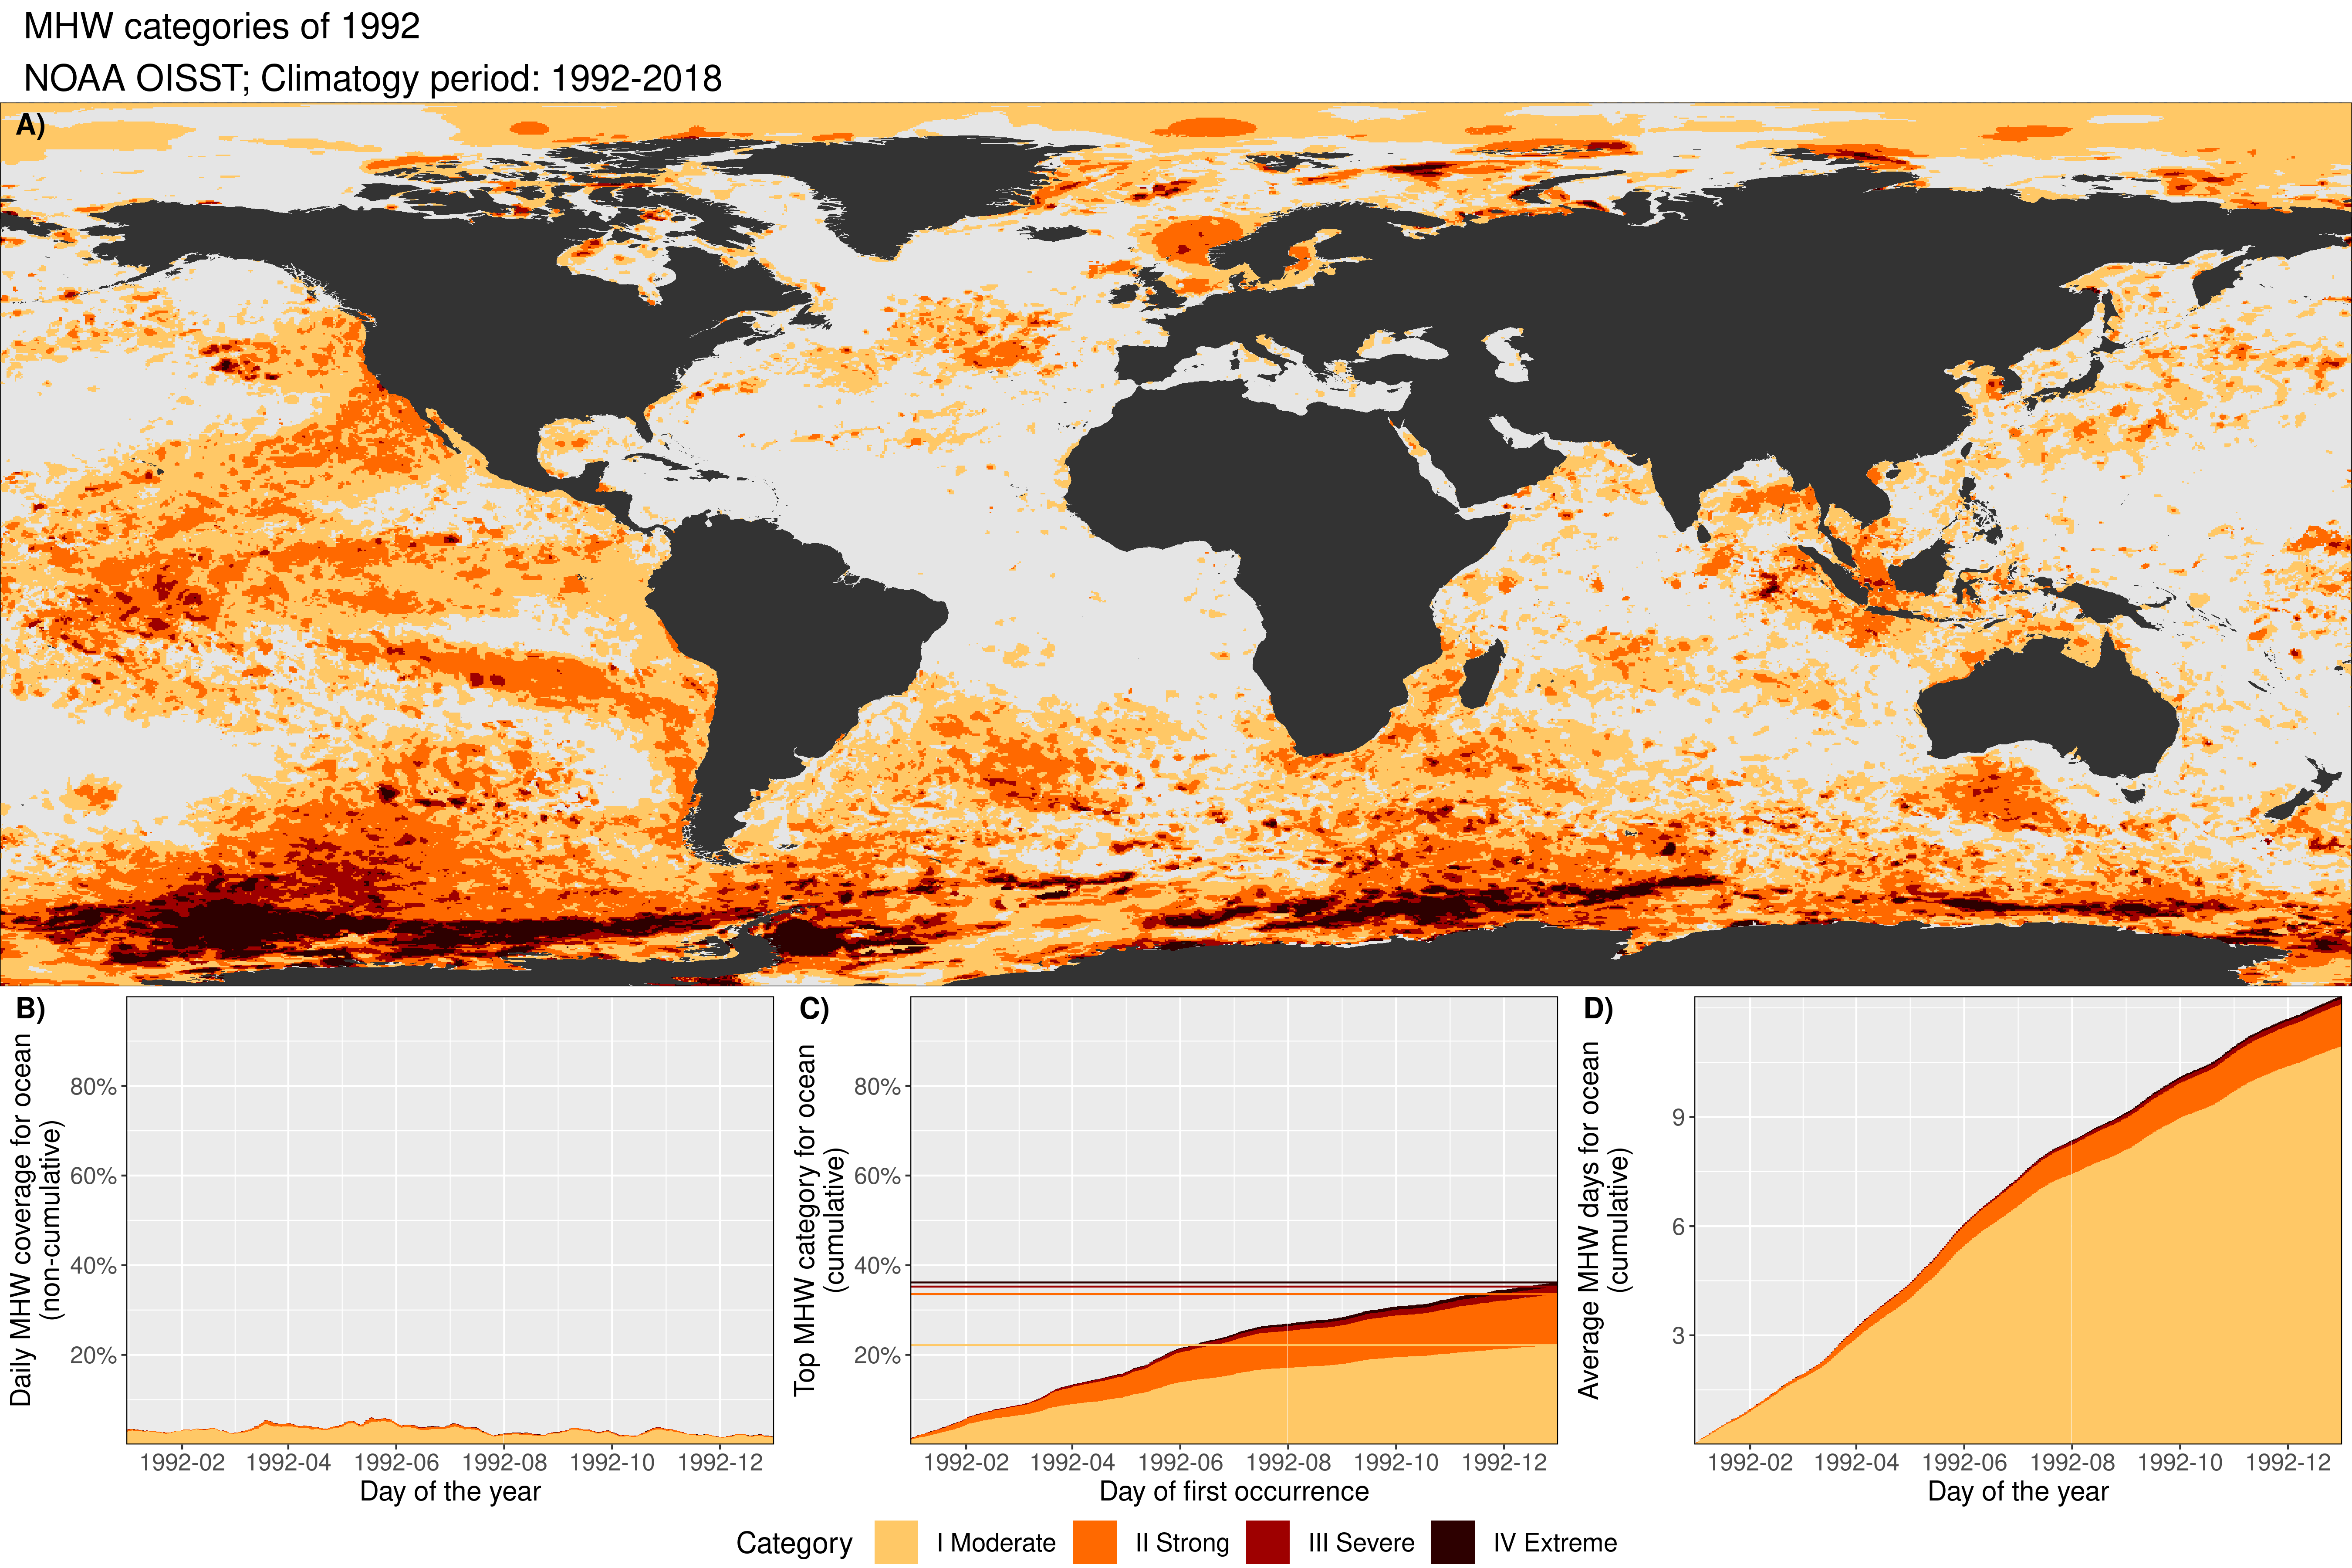 MHW categories of 1992
NOAA OISST; Climatogy period: 1992-2018
A)
B)
Daily MHW coverage for ocean
(non-cumulative)
80%
60%
40%
20%
1992-02 1992-04 1992-06 1992-08 1992-10 1992-12
Day of the year
C)
Top MHW category for ocean
(cumulative)
80%
60%
40%
20%
1992-02 1992-04 1992-06 1992-08 1992-10 1992-12
Day of first occurrence
D)
Average MHW days for ocean
(cumulative)
9
6
3
1992-02 1992-04 1992-06 1992-08 1992-10 1992-12
Day of the year
Category I Moderate II Strong III Severe IV Extreme